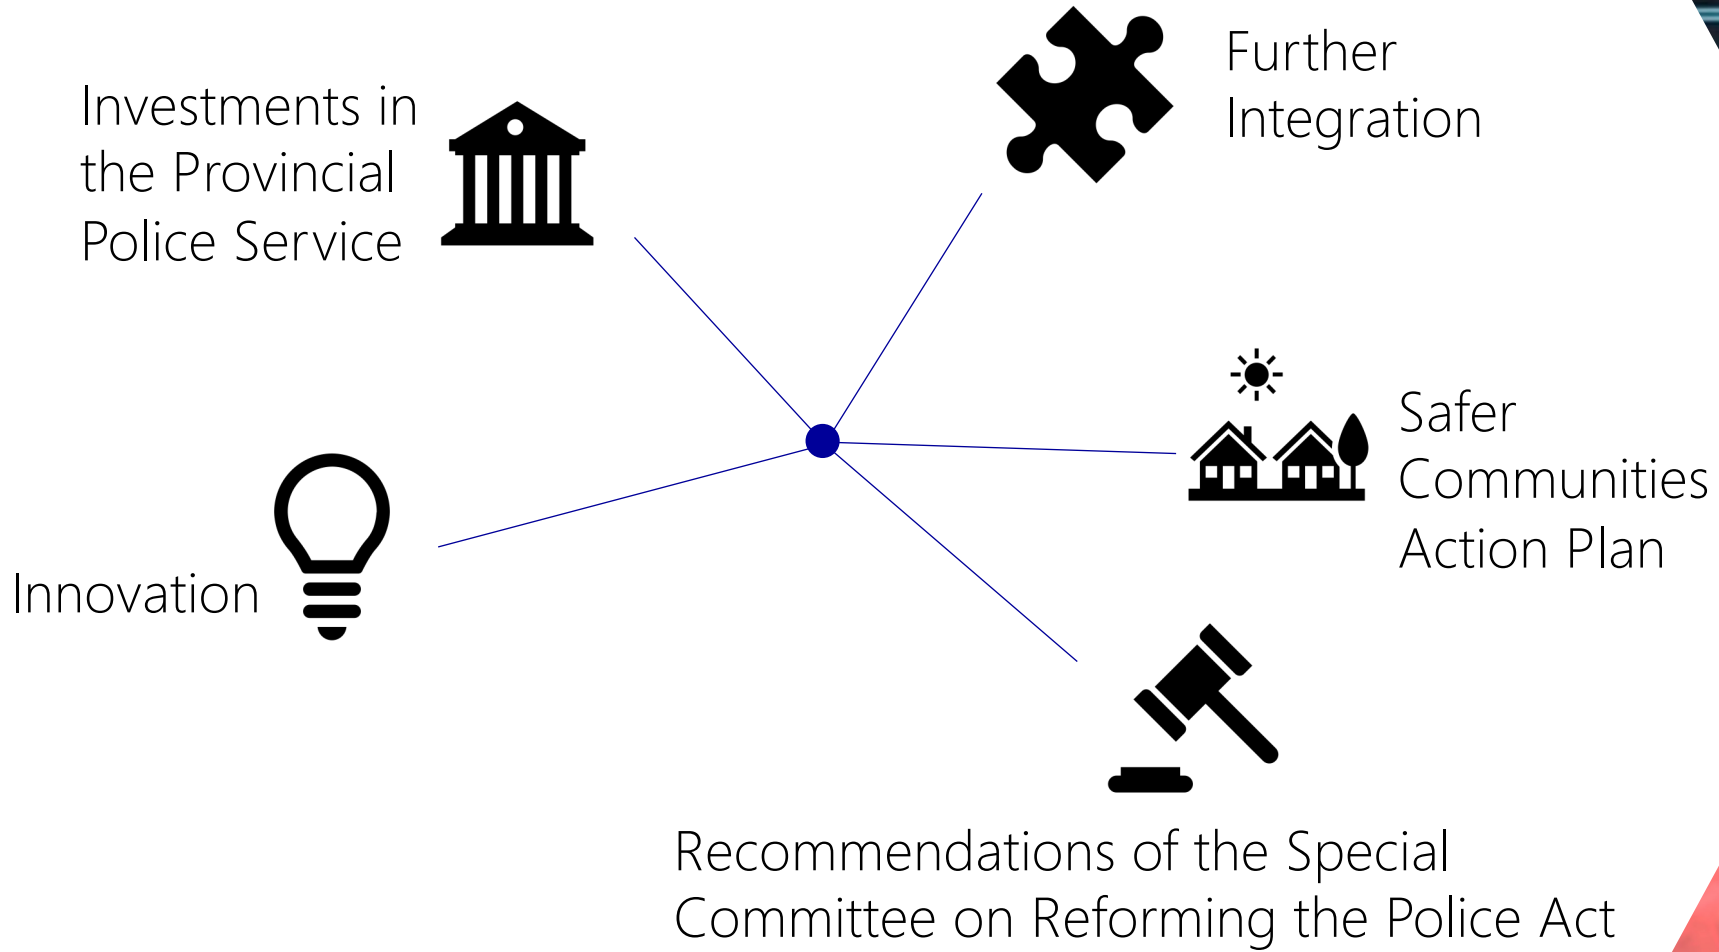 Investments in
the Provincial
Police Service
Further
Integration
Safer
Communities
Action Plan
Innovation
Recommendations of the Special
Committee on Reforming the Police Act